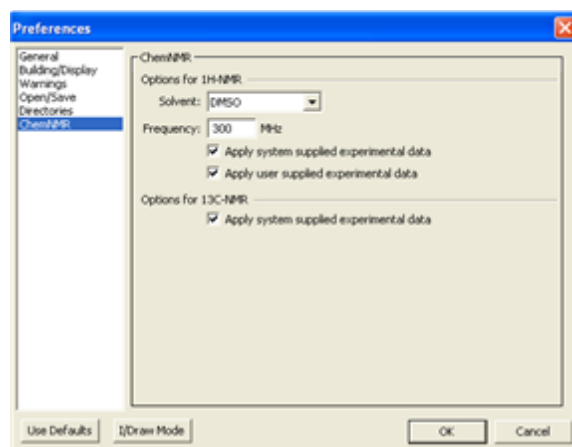 Preferences
General
Building/Display
Warnings
Open/Save
Directories
ChemNMR
ChemNMR
Options for 1H-NMR
Solvent: DMSO
Frequency: 300 MHz
Apply system supplied experimental data
Apply user supplied experimental data
Options for 13C-NMR
Apply system supplied experimental data
Use Defaults I/Draw Mode OK Cancel